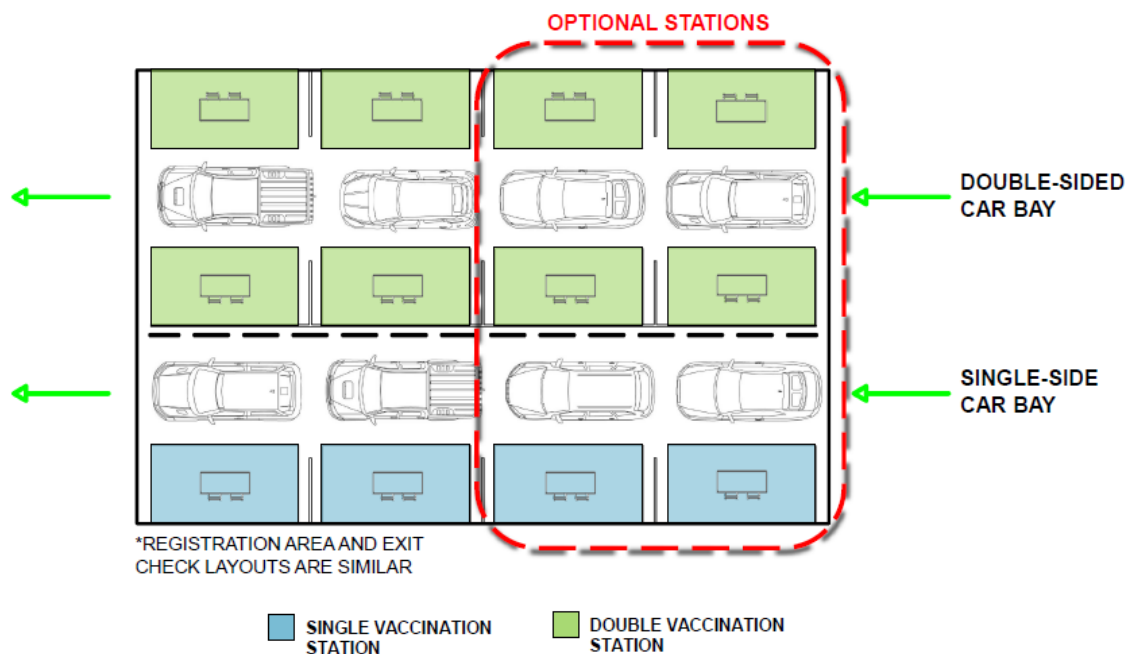 OPTIONAL STATIONS
DOUBLE-SIDED
CAR BAY
SINGLE-SIDE
CAR BAY
*REGISTRATION AREA AND EXIT
CHECK LAYOUTS ARE SIMILAR
SINGLE VACCINATION
STATION
DOUBLE VACCINATION
STATION